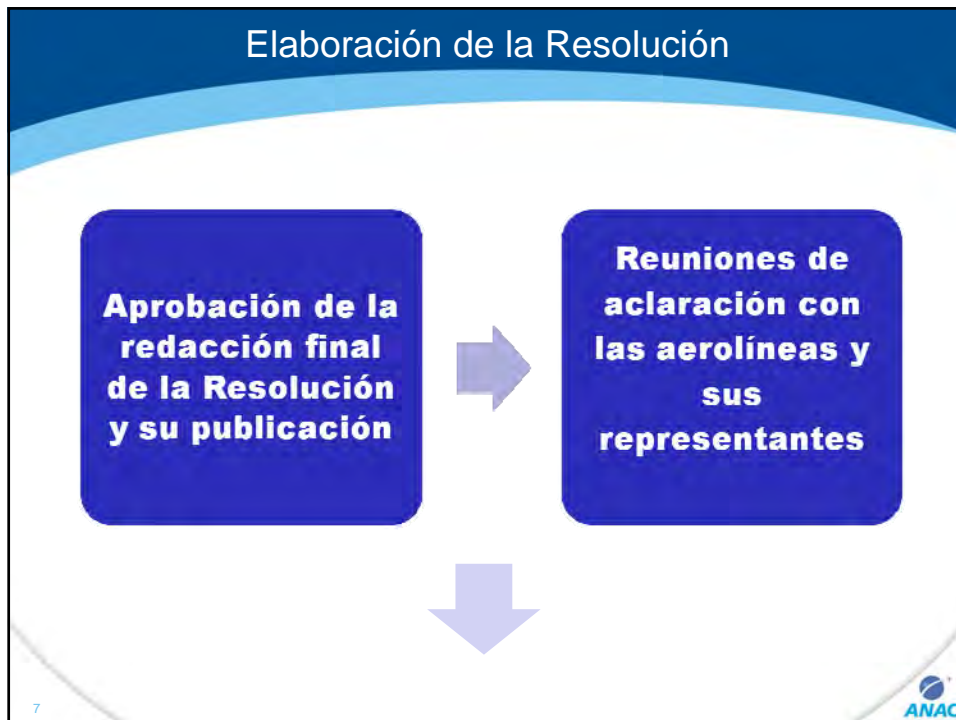 Elaboración de la Resolución
Aprobación de la
redacción final
de la Resolución
y su publicación
Reuniones de
aclaración con
las aerolíneas y
sus
representantes
7
ANAC